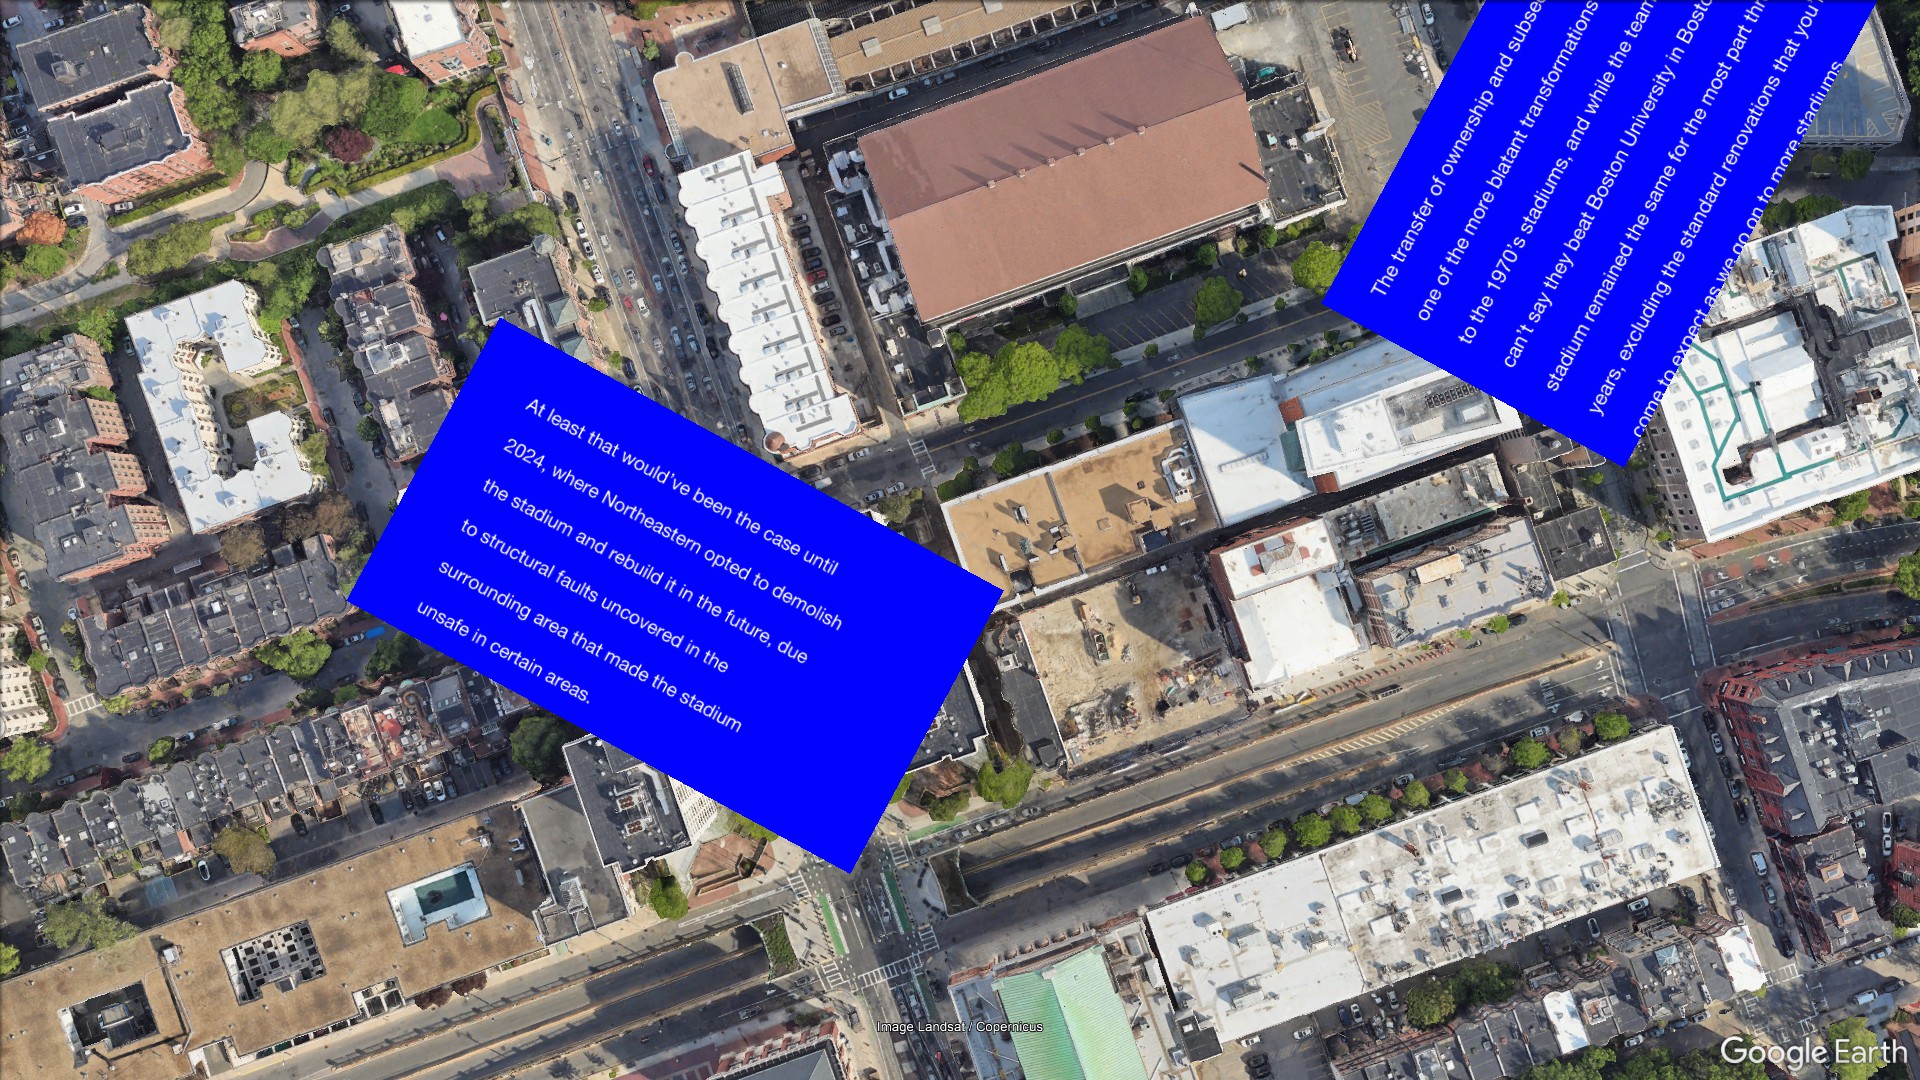 The transfer of ownership and
one of the more blatant transformations
to the 1970's stadiums, and while the team
can't say they beat Boston University in
stadium remained the same for the most part
years, excluding the standard renovations that
come to expect as we go on to more stadiums.
At least that would've been the case until
2024, where Northeastern opted to demolish
the stadium and rebuild it in the future, due
to structural faults uncovered in the
surrounding area that made the stadium
unsafe in certain areas.
Image Landsat / Copernicus
Google Earth